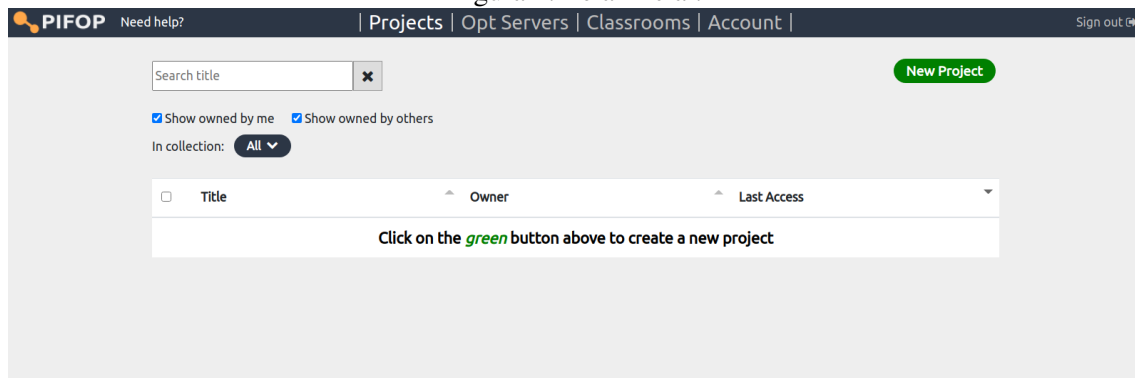 PIFOP Need help? | Projects | Opt Servers | Classrooms | Account | Sign out
Search title
New Project
Show owned by me Show owned by others
In collection: All
Title Owner Last Access
Click on the green button above to create a new project